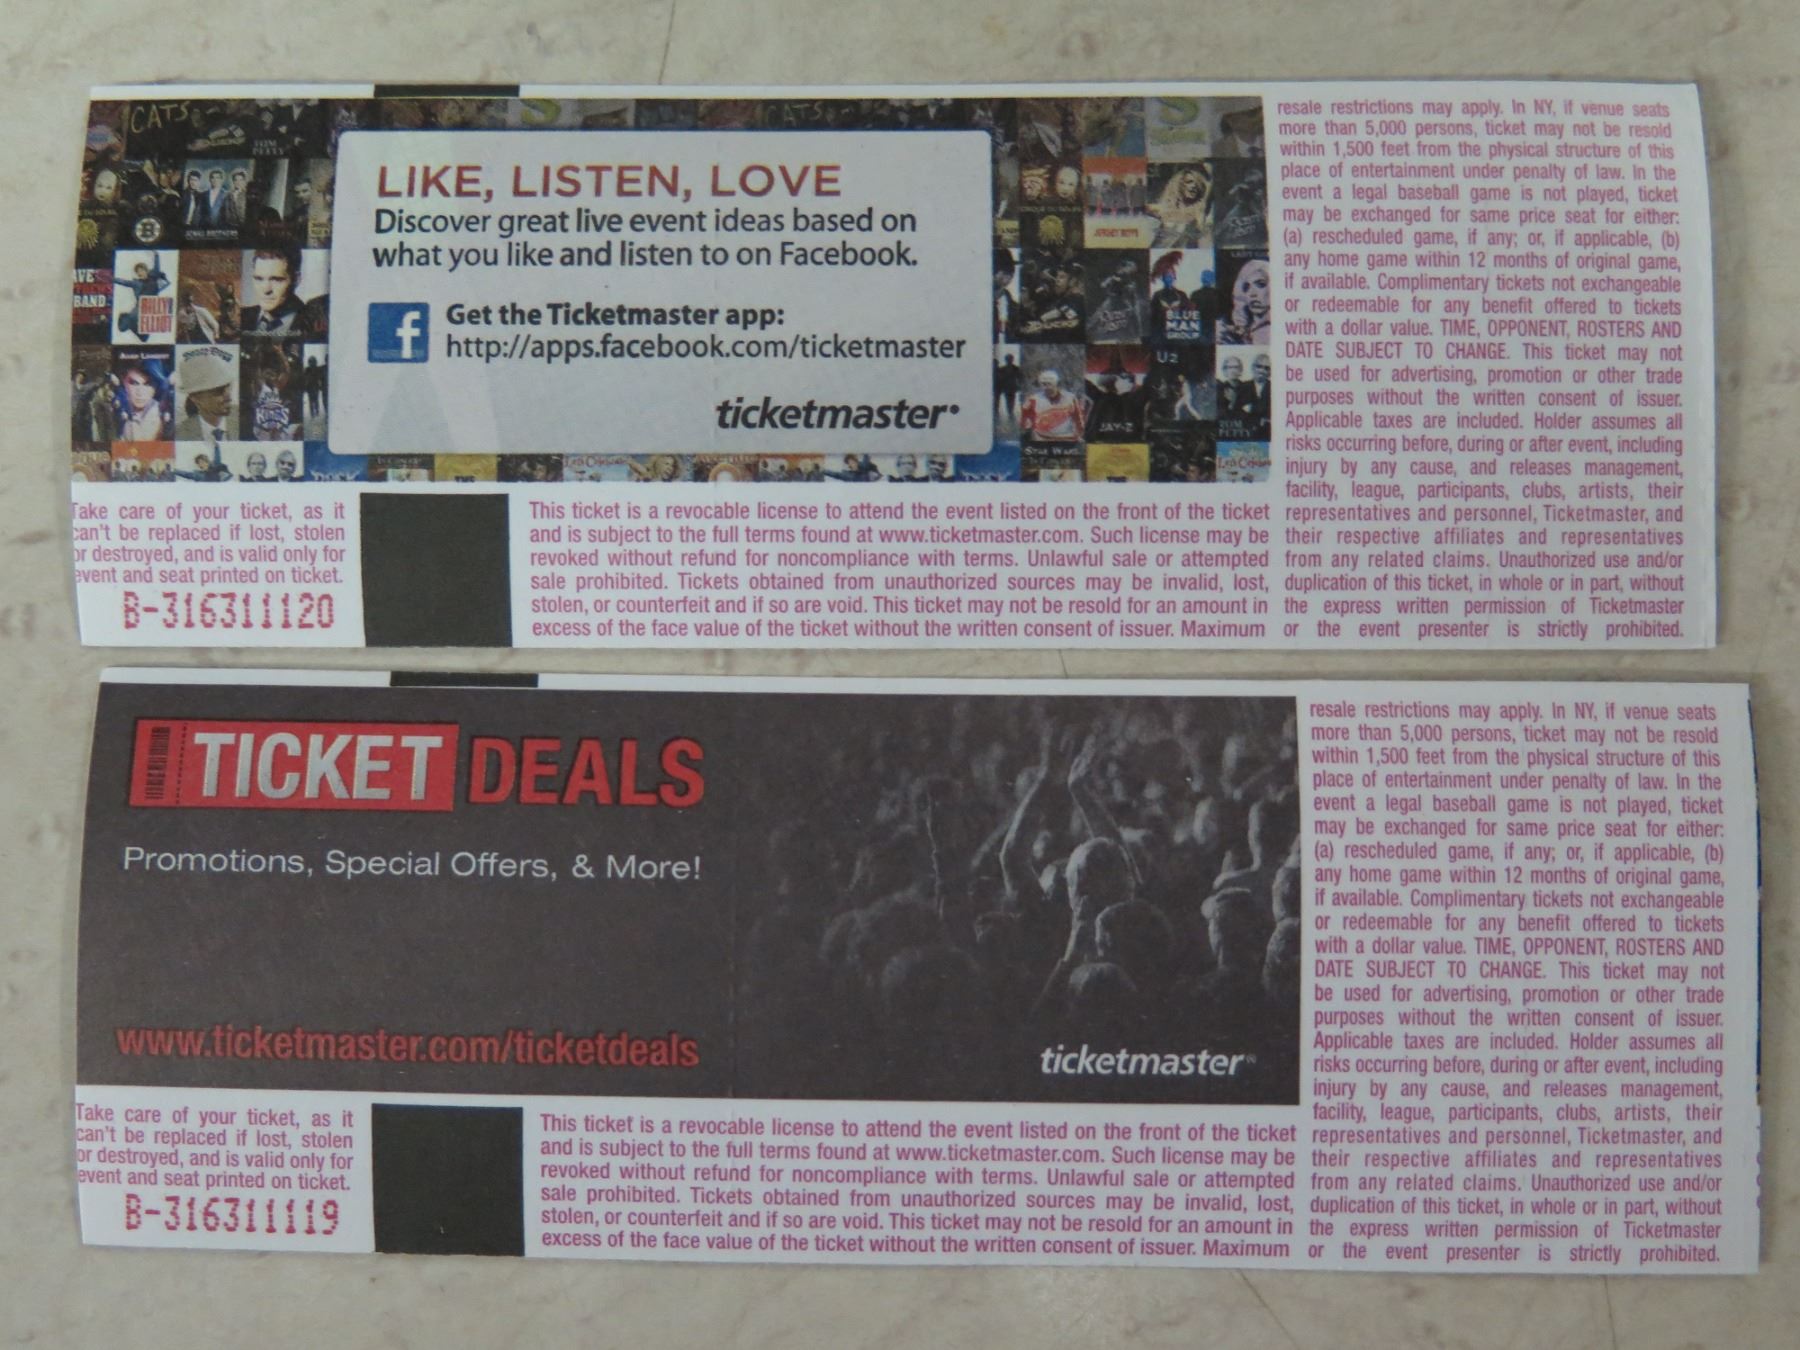 CATS
CATS
TOM PETTY
JONAS BROTHERS
JERSEY BOYS
BAND
BILLY ELLIOT
BLUE MAN GROUP
KINGS
U2
JAY-Z
TOM PETTY
STAR WARS
LIKE, LISTEN, LOVE
Discover great live event ideas based on
what you like and listen to on Facebook.
f
Get the Ticketmaster app:
http://apps.facebook.com/ticketmaster
ticketmaster
Take care of your ticket, as it
can't be replaced if lost, stolen
or destroyed, and is valid only for
event and seat printed on ticket.
B-316311120
This ticket is a revocable license to attend the event listed on the front of the ticket
and is subject to the full terms found at www.ticketmaster.com. Such license may be
revoked without refund for noncompliance with terms. Unlawful sale or attempted
sale prohibited. Tickets obtained from unauthorized sources may be invalid, lost,
stolen, or counterfeit and if so are void. This ticket may not be resold for an amount in
excess of the face value of the ticket without the written consent of issuer. Maximum
resale restrictions may apply. In NY, if venue seats
more than 5,000 persons, ticket may not be resold
within 1,500 feet from the physical structure of this
place of entertainment under penalty of law. In the
event a legal baseball game is not played, ticket
may be exchanged for same price seat for either:
(a) rescheduled game, if any; or, if applicable, (b)
any home game within 12 months of original game,
if available. Complimentary tickets not exchangeable
or redeemable for any benefit offered to tickets
with a dollar value. TIME, OPPONENT, ROSTERS AND
DATE SUBJECT TO CHANGE. This ticket may not
be used for advertising, promotion or other trade
purposes without the written consent of issuer.
Applicable taxes are included. Holder assumes all
risks occurring before, during or after event, including
injury by any cause, and releases management,
facility, league, participants, clubs, artists, their
representatives and personnel, Ticketmaster, and
their respective affiliates and representatives
from any related claims. Unauthorized use and/or
duplication of this ticket, in whole or in part, without
the express written permission of Ticketmaster
or the event presenter is strictly prohibited.
TICKET DEALS
Promotions, Special Offers, & More!
www.ticketmaster.com/ticketdeals
ticketmaster®
Take care of your ticket, as it
can't be replaced if lost, stolen
or destroyed, and is valid only for
event and seat printed on ticket.
B-316311119
This ticket is a revocable license to attend the event listed on the front of the ticket
and is subject to the full terms found at www.ticketmaster.com. Such license may be
revoked without refund for noncompliance with terms. Unlawful sale or attempted
sale prohibited. Tickets obtained from unauthorized sources may be invalid, lost,
stolen, or counterfeit and if so are void. This ticket may not be resold for an amount in
excess of the face value of the ticket without the written consent of issuer. Maximum
resale restrictions may apply. In NY, if venue seats
more than 5,000 persons, ticket may not be resold
within 1,500 feet from the physical structure of this
place of entertainment under penalty of law. In the
event a legal baseball game is not played, ticket
may be exchanged for same price seat for either:
(a) rescheduled game, if any; or, if applicable, (b)
any home game within 12 months of original game,
if available. Complimentary tickets not exchangeable
or redeemable for any benefit offered to tickets
with a dollar value. TIME, OPPONENT, ROSTERS AND
DATE SUBJECT TO CHANGE. This ticket may not
be used for advertising, promotion or other trade
purposes without the written consent of issuer.
Applicable taxes are included. Holder assumes all
risks occurring before, during or after event, including
injury by any cause, and releases management,
facility, league, participants, clubs, artists, their
representatives and personnel, Ticketmaster, and
their respective affiliates and representatives
from any related claims. Unauthorized use and/or
duplication of this ticket, in whole or in part, without
the express written permission of Ticketmaster
or the event presenter is strictly prohibited.